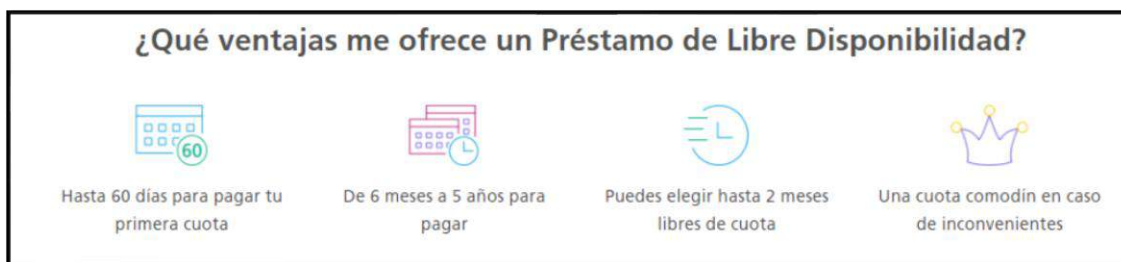 ¿Qué ventajas me ofrece un Préstamo de Libre Disponibilidad?
60
Hasta 60 días para pagar tu
primera cuota
De 6 meses a 5 años para
pagar
Puedes elegir hasta 2 meses
libres de cuota
Una cuota comodín en caso
de inconvenientes